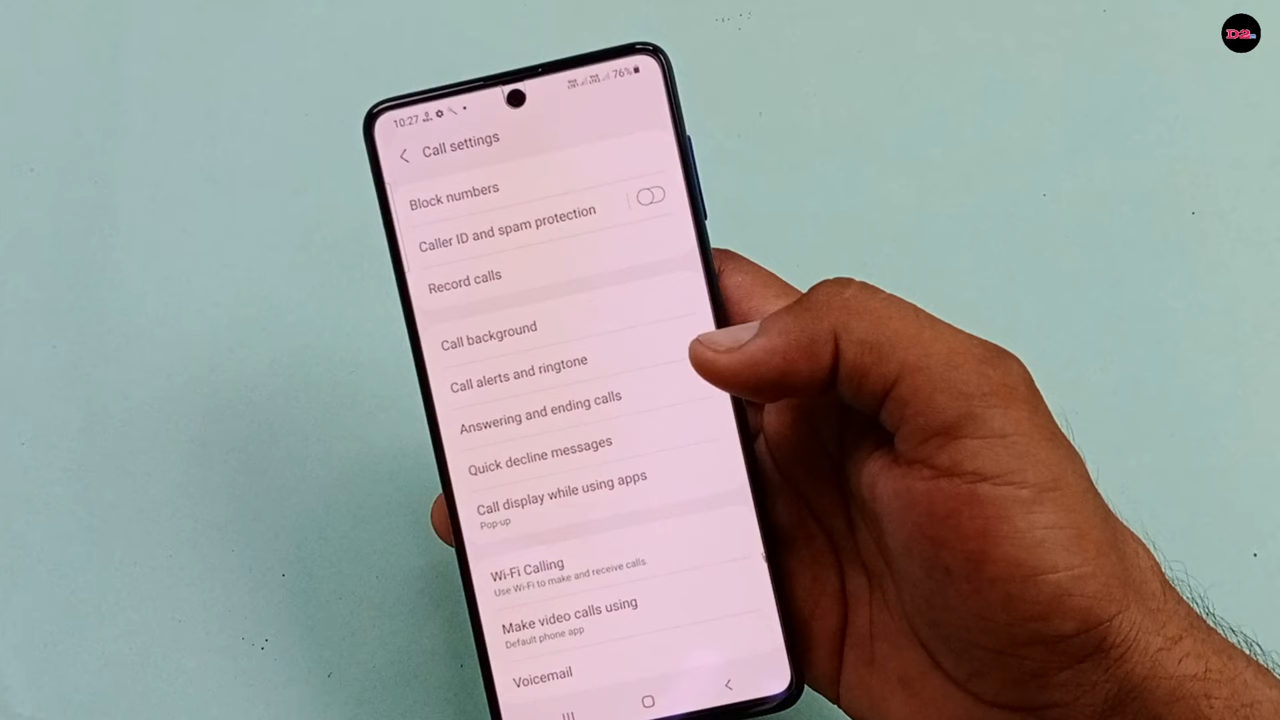 D2
10:27
76%
Call settings
Block numbers
Caller ID and spam protection
Record calls
Call background
Call alerts and ringtone
Answering and ending calls
Quick decline messages
Call display while using apps
Pop-up
Wi-Fi Calling
Use Wi-Fi to make and receive calls.
Make video calls using
Default phone app
Voicemail